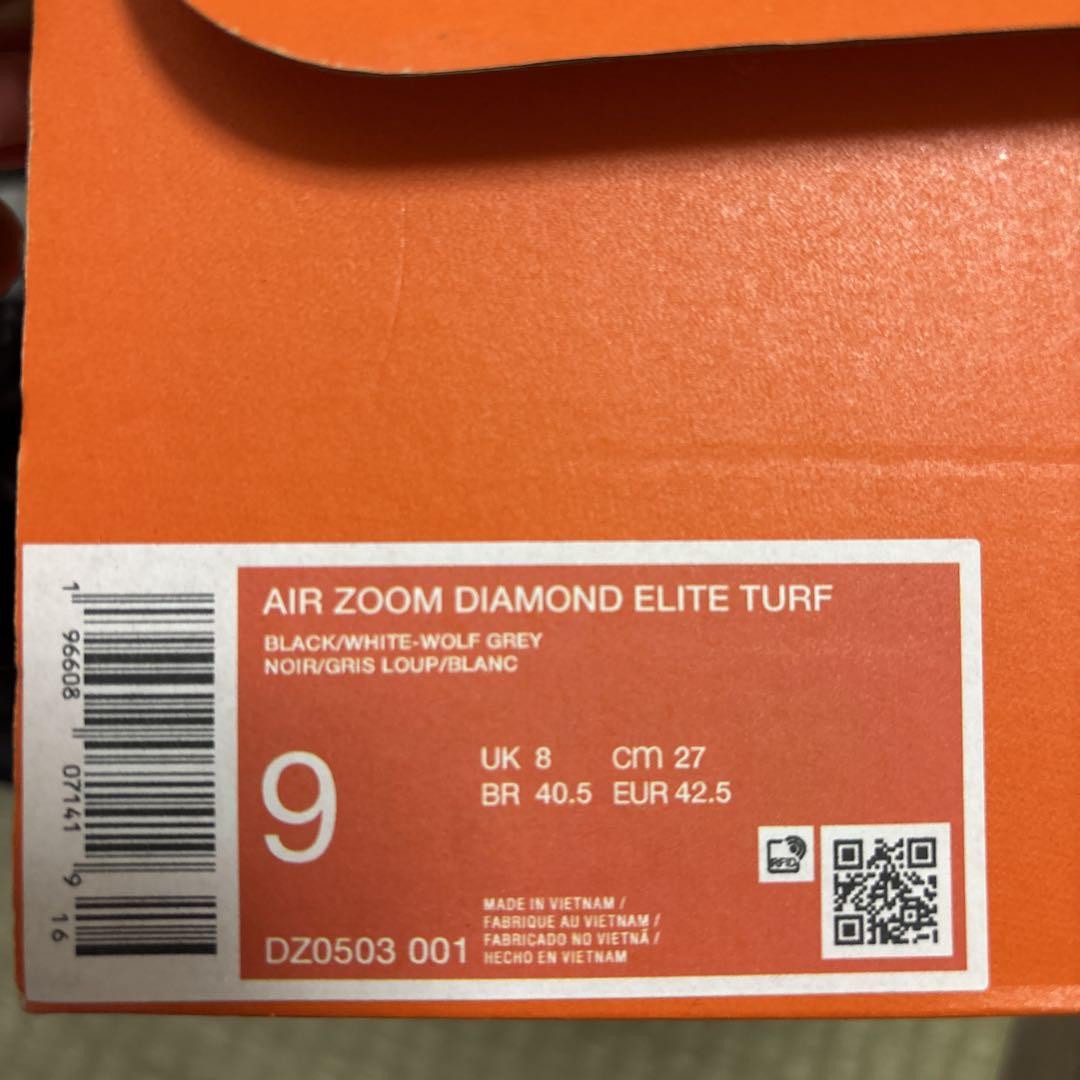 AIR ZOOM DIAMOND ELITE TURF
BLACK/WHITE-WOLF GREY
NOIR/GRIS LOUP/BLANC
9
UK 8 cm 27
BR 40.5 EUR 42.5
RFID
DZ0503 001
MADE IN VIETNAM /
FABRIQUE AU VIETNAM /
FABRICADO NO VIETNÃ /
HECHO EN VIETNAM
1 96608 07141 9 16